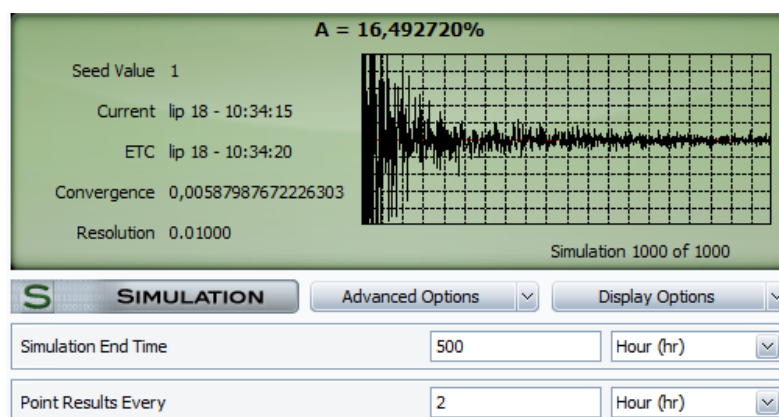 A = 16,492720%
Seed Value 1
Current lip 18 - 10:34:15
ETC lip 18 - 10:34:20
Convergence 0,00587987672226303
Resolution 0.01000
Simulation 1000 of 1000
S SIMULATION Advanced Options Display Options
Simulation End Time 500 Hour (hr)
Point Results Every 2 Hour (hr)